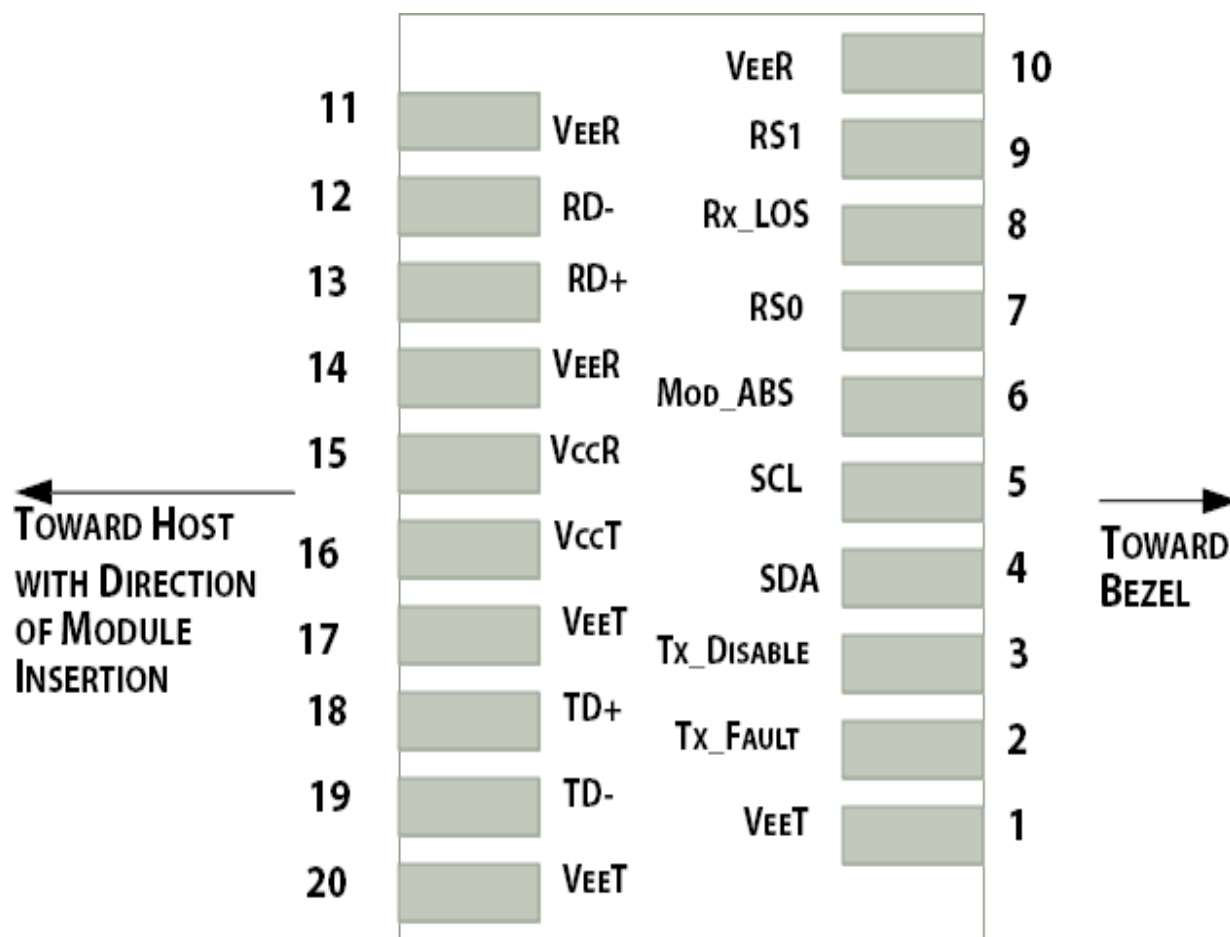 VEER 10
11 VEER
RS1 9
12 RD-
RX_LOS 8
13 RD+
RS0 7
14 VEER
MOD_ABS 6
15 VCCR
SCL 5
16 VCCT
SDA 4
17 VEET
TX_DISABLE 3
18 TD+
TX_FAULT 2
19 TD-
VEET 1
20 VEET
TOWARD HOST
WITH DIRECTION
OF MODULE
INSERTION
TOWARD
BEZEL